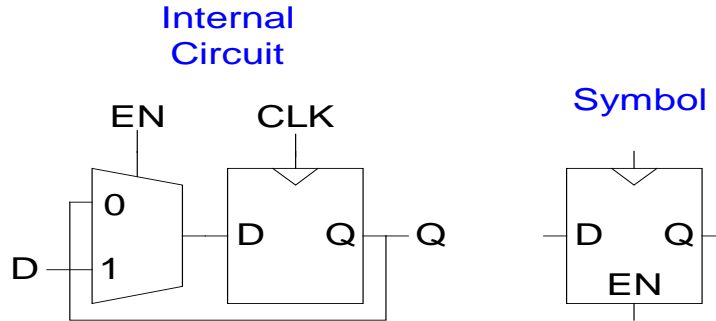 Internal
Circuit
Symbol
EN CLK
0
D 1 D Q Q
D Q
EN